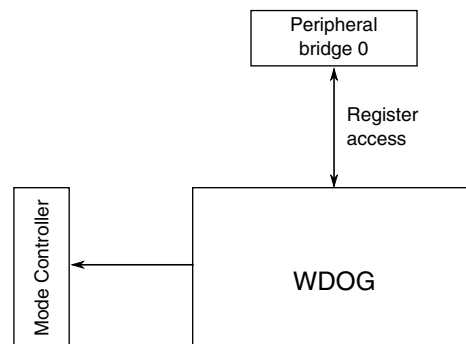 Peripheral
bridge 0
Register
access
Mode Controller
WDOG